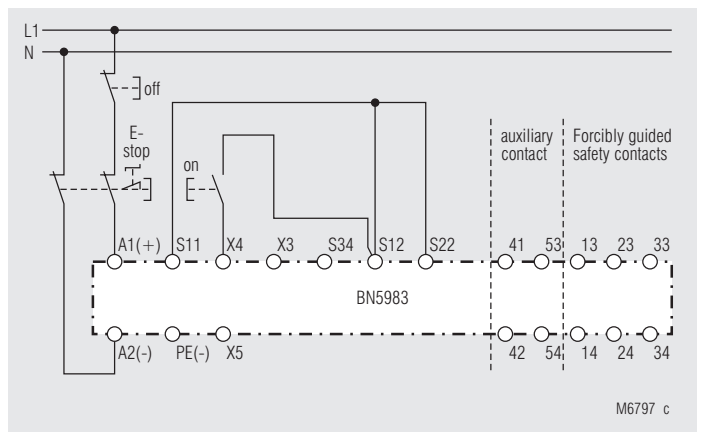 L1
N
off
E-
stop
on
auxiliary
contact
Forcibly guided
safety contacts
A1(+) S11 X4 X3 S34 S12 S22 41 53 13 23 33
BN5983
A2(-) PE(-) X5 42 54 14 24 34
M6797 c